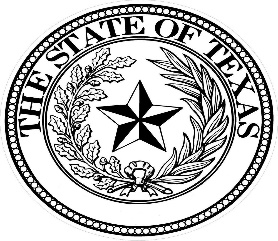 THE STATE OF TEXAS